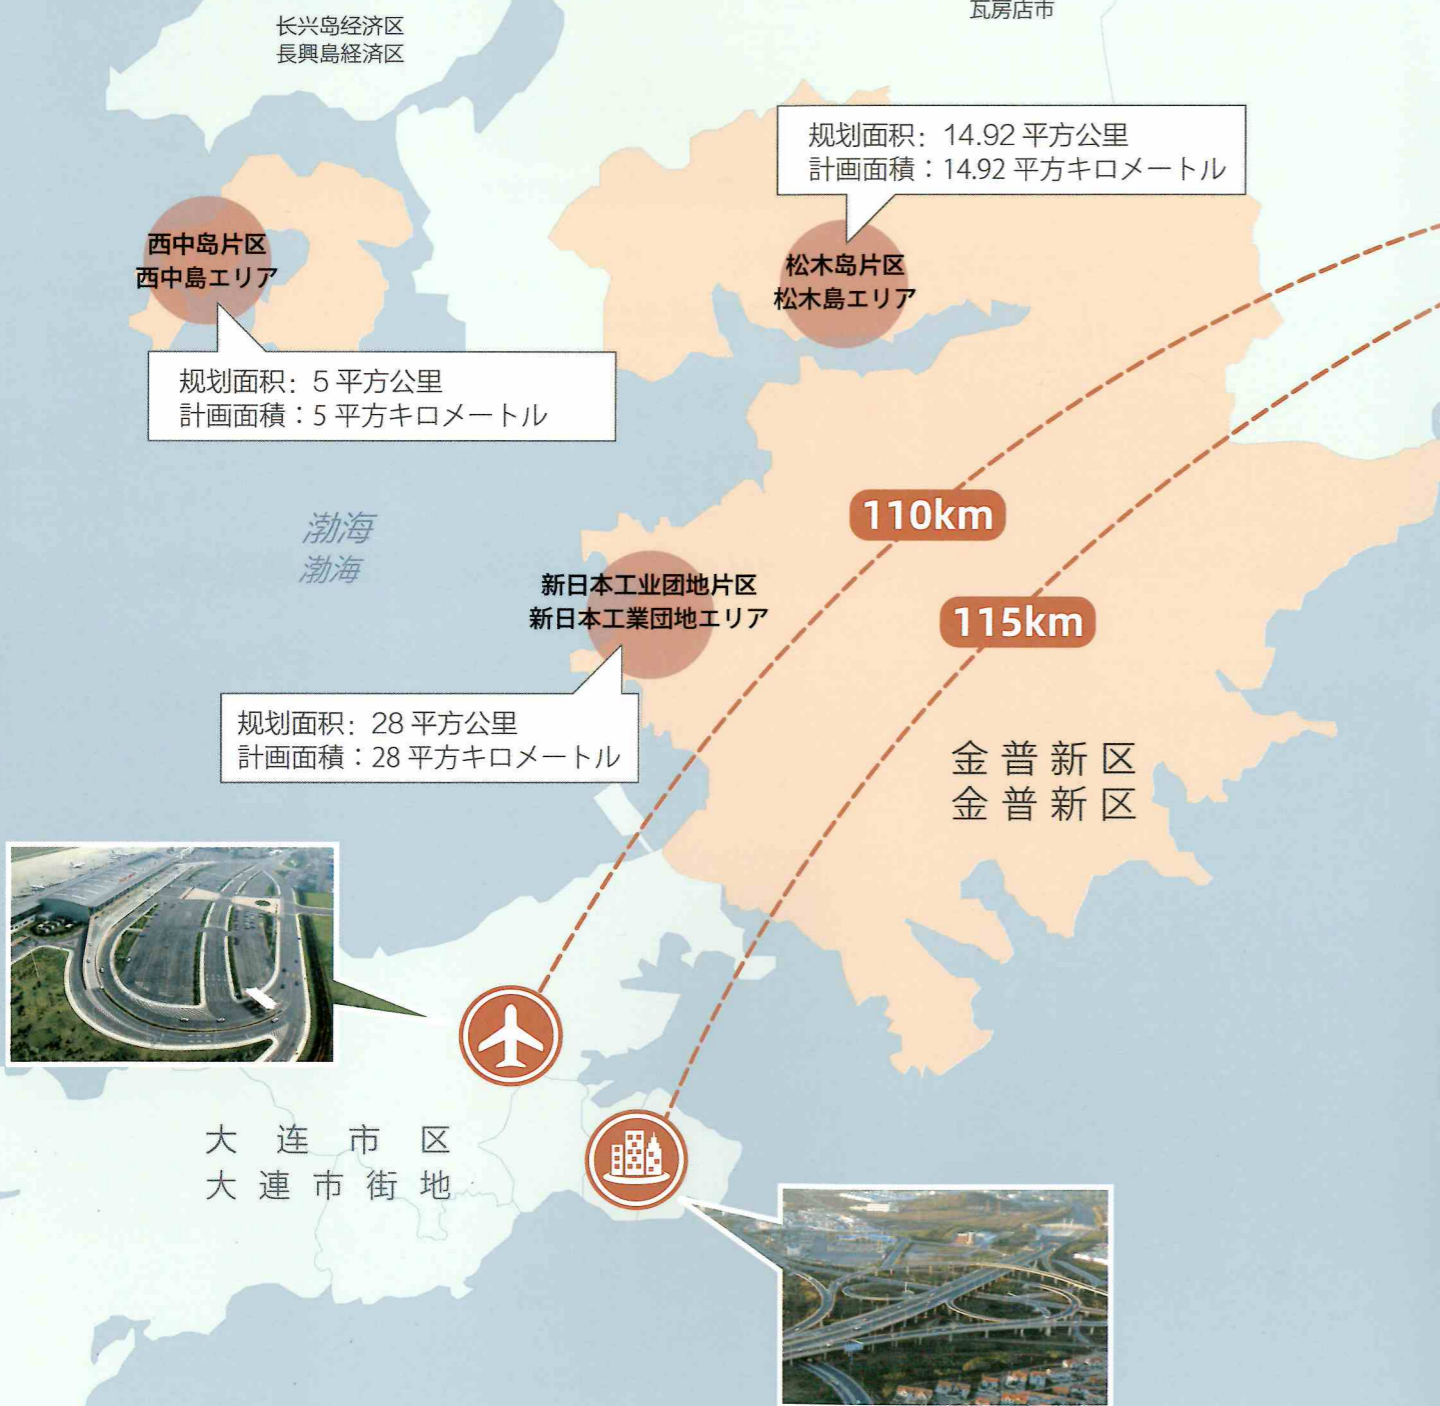 长兴岛经济区
長興島経済区
瓦房店市
规划面积：14.92 平方公里
計画面積：14.92 平方キロメートル
西中岛片区
西中島エリア
松木岛片区
松木島エリア
规划面积：5 平方公里
計画面積：5 平方キロメートル
渤海
渤海
110km
新日本工业团地片区
新日本工業団地エリア
115km
规划面积：28 平方公里
計画面積：28 平方キロメートル
金普新区
金普新区
大连市区
大連市街地